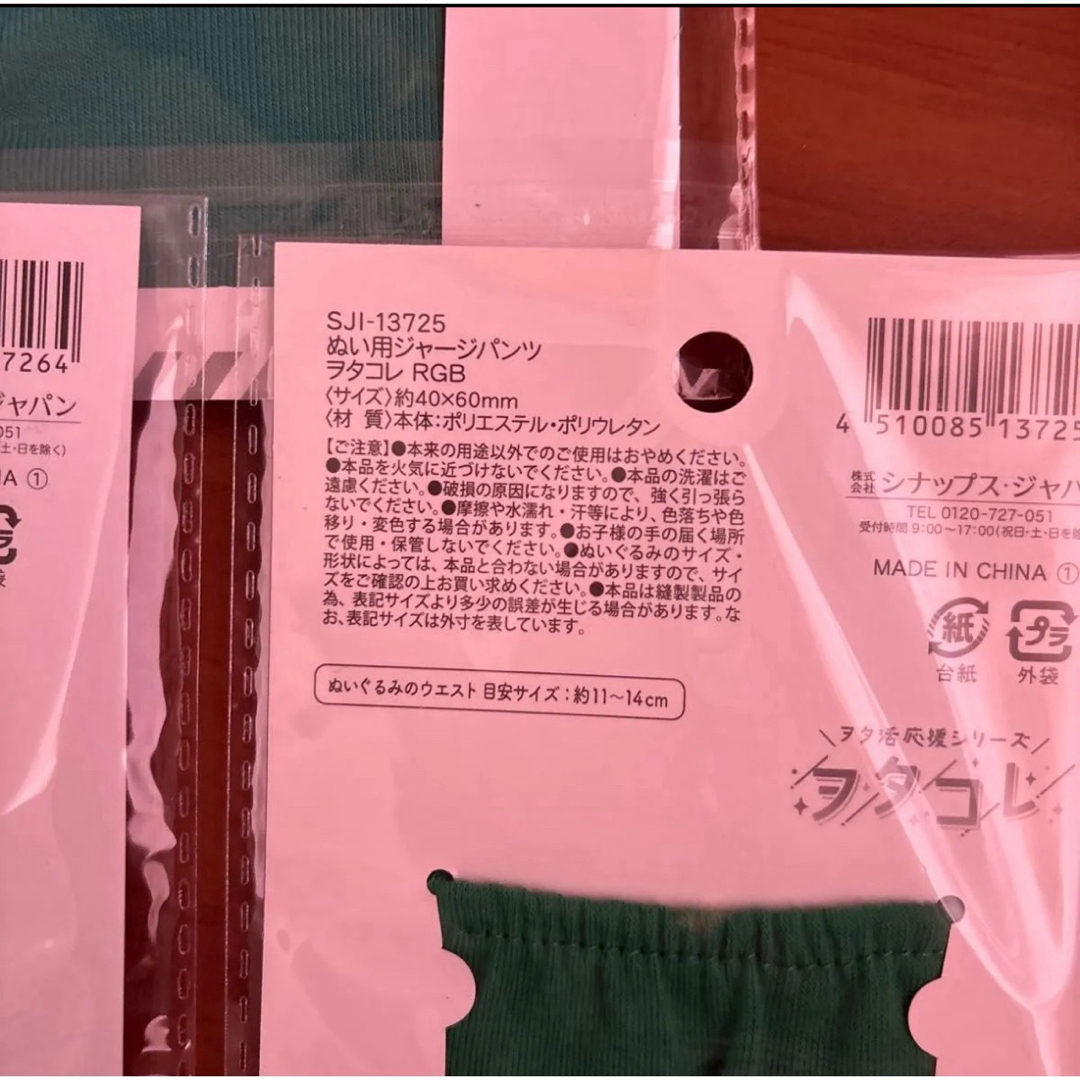 7264
ジャパン
051
土・日を除く)
NA ①
SJI-13725
ぬい用ジャージパンツ
ヲタコレ RGB
〈サイズ〉約40×60mm
〈材 質〉本体:ポリエステル・ポリウレタン
【ご注意】●本来の用途以外でのご使用はおやめください。
●本品を火気に近づけないでください。●本品の洗濯はご
遠慮ください。●破損の原因になりますので、強く引っ張ら
ないでください。●摩擦や水濡れ・汗等により、色落ちや色
移り・変色する場合があります。●お子様の手の届く場所
で使用・保管しないでください。●ぬいぐるみのサイズ・
形状によっては、本品と合わない場合がありますので、サイ
ズをご確認の上お買い求めください。●本品は縫製製品の
為、表記サイズより多少の誤差が生じる場合があります。な
お、表記サイズは外寸を表しています。
ぬいぐるみのウエスト 目安サイズ:約11〜14cm
4 510085 13725
株式会社 シナップス・ジャパ
TEL 0120-727-051
受付時間 9:00〜17:00(祝日・土・日を除
MADE IN CHINA ①
紙 プラ
台紙 外袋
\ヲタ活応援シリーズ/
ヲタコレ